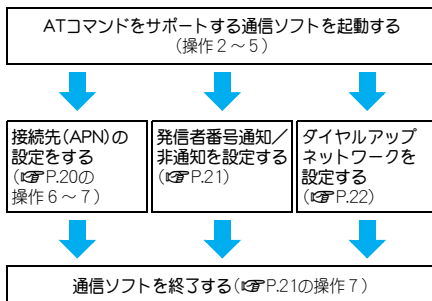 ATコマンドをサポートする通信ソフトを起動する
(操作2～5)
接続先(APN)の
設定をする
(☞P.20の
操作6～7)
発信者番号通知／
非通知を設定する
(☞P.21)
ダイヤルアップ
ネットワークを
設定する
(☞P.22)
通信ソフトを終了する(☞P.21の操作7)